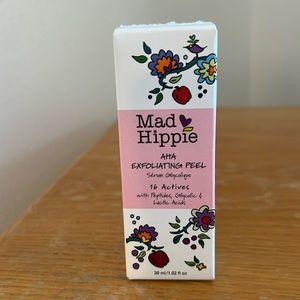 Mad
Hippie
AHA
EXFOLIATING PEEL
Sérum Glycolique
16 Actives
with Peptides, Glycolic &
Lactic Acids
30 ml/1.02 fl oz